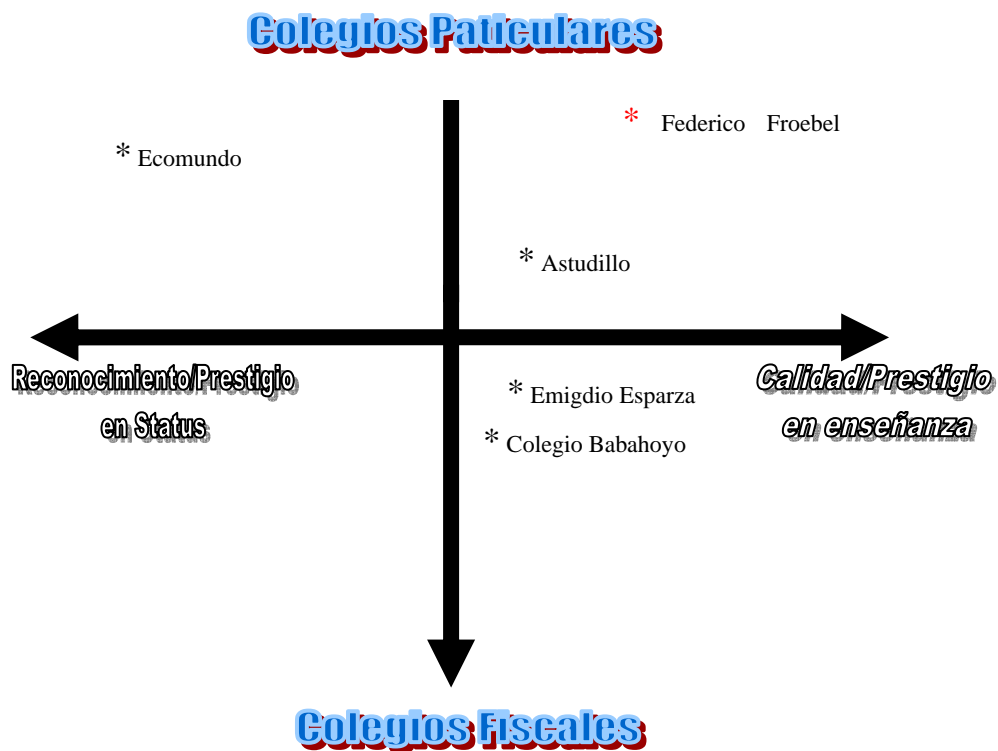 Colegios Paticulares
* Federico Froebel
* Ecomundo
* Astudillo
Reconocimiento/Prestigio
en Status
Calidad/Prestigio
en enseñanza
* Emigdio Esparza
* Colegio Babahoyo
Colegios Fiscales